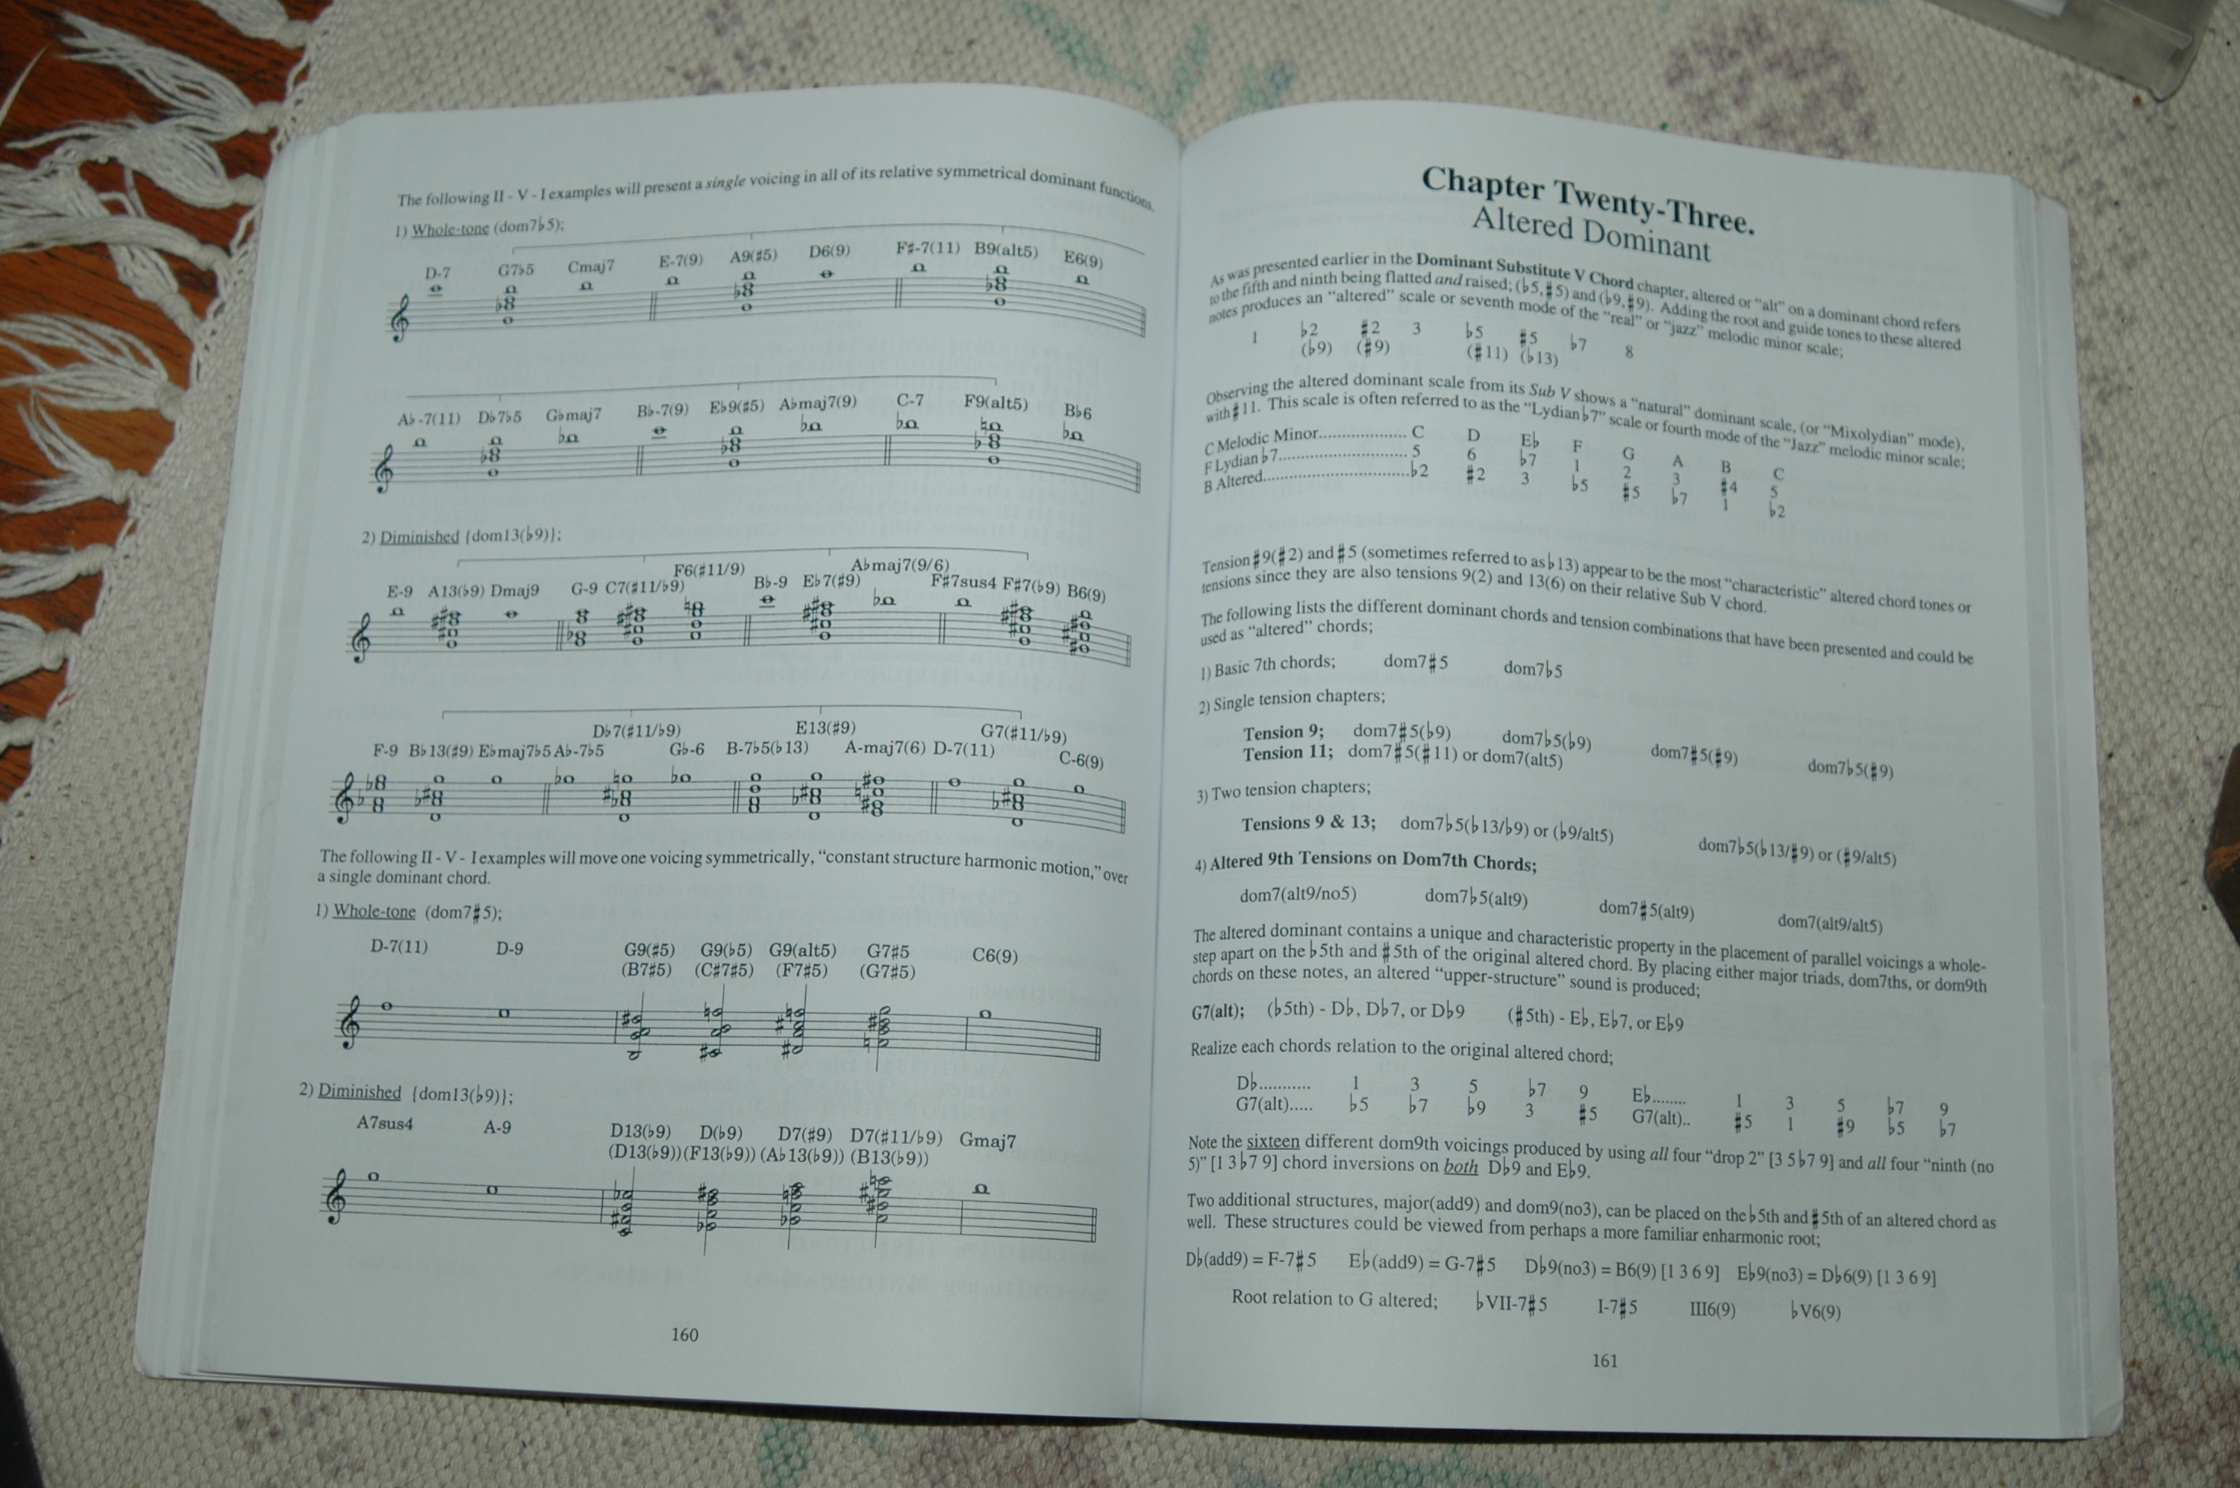 The following II - V - I examples will present a single voicing in all of its relative symmetrical dominant functions.
1) Whole-tone (dom7♭5);
D-7 G7♭5 Cmaj7 E-7(9) A9(♯5) D6(9) F♯-7(11) B9(alt5) E6(9)
A♭-7(11) D♭7♭5 G♭maj7 B♭-7(9) E♭9(♯5) A♭maj7(9) C-7 F9(alt5) B♭6
2) Diminished {dom13(♭9)};
F6(♯11/9) A♭maj7(9/6)
E-9 A13(♭9) Dmaj9 G-9 C7(♯11/♭9) B♭-9 E♭7(♯9) F♯7sus4 F♯7(♭9) B6(9)
D♭7(♯11/♭9) E13(♯9) G7(♯11/♭9)
F-9 B♭13(♯9) E♭maj7♭5 A♭-7♭5 G♭-6 B-7♭5(♭13) A-maj7(6) D-7(11) C-6(9)
The following II - V - I examples will move one voicing symmetrically, “constant structure harmonic motion,” over
a single dominant chord.
1) Whole-tone (dom7♯5);
D-7(11) D-9 G9(♯5) G9(♭5) G9(alt5) G7♯5 C6(9)
(B7♯5) (C♯7♯5) (F7♯5) (G7♯5)
2) Diminished {dom13(♭9)};
A7sus4 A-9 D13(♭9) D(♭9) D7(♯9) D7(♯11/♭9) Gmaj7
(D13(♭9)) (F13(♭9)) (A♭13(♭9)) (B13(♭9))
160
Chapter Twenty-Three.
Altered Dominant
As was presented earlier in the Dominant Substitute V Chord chapter, altered or “alt” on a dominant chord refers
to the fifth and ninth being flatted and raised; (♭5,♯5) and (♭9,♯9). Adding the root and guide tones to these altered
notes produces an “altered” scale or seventh mode of the “real” or “jazz” melodic minor scale;
1 ♭2 ♯2 3 ♭5 ♯5 ♭7 8
(♭9) (♯9) (♯11) (♭13)
Observing the altered dominant scale from its Sub V shows a “natural” dominant scale, (or “Mixolydian” mode),
with ♯11. This scale is often referred to as the “Lydian♭7” scale or fourth mode of the “Jazz” melodic minor scale;
C Melodic Minor.................... C D E♭ F G A B C
F Lydian ♭7............................. 5 6 ♭7 1 2 3 ♯4 5
B Altered.................................♭2 ♯2 3 ♭5 ♯5 ♭7 1 ♭2
Tension ♯9(♯2) and ♯5 (sometimes referred to as ♭13) appear to be the most “characteristic” altered chord tones or
tensions since they are also tensions 9(2) and 13(6) on their relative Sub V chord.
The following lists the different dominant chords and tension combinations that have been presented and could be
used as “altered” chords;
1) Basic 7th chords; dom7♯5 dom7♭5
2) Single tension chapters;
Tension 9; dom7♯5(♭9) dom7♭5(♭9) dom7♯5(♯9) dom7♭5(♯9)
Tension 11; dom7♯5(♯11) or dom7(alt5)
3) Two tension chapters;
Tensions 9 & 13; dom7♭5(♭13/♭9) or (♭9/alt5) dom7♭5(♭13/♯9) or (♯9/alt5)
4) Altered 9th Tensions on Dom7th Chords;
dom7(alt9/no5) dom7♭5(alt9) dom7♯5(alt9) dom7(alt9/alt5)
The altered dominant contains a unique and characteristic property in the placement of parallel voicings a whole-
step apart on the ♭5th and ♯5th of the original altered chord. By placing either major triads, dom7ths, or dom9th
chords on these notes, an altered “upper-structure” sound is produced;
G7(alt); (♭5th) - D♭, D♭7, or D♭9 (♯5th) - E♭, E♭7, or E♭9
Realize each chords relation to the original altered chord;
D♭........... 1 3 5 ♭7 9 E♭........ 1 3 5 ♭7 9
G7(alt)..... ♭5 ♭7 ♭9 3 ♯5 G7(alt).. ♯5 1 ♯9 ♭5 ♭7
Note the sixteen different dom9th voicings produced by using all four “drop 2” [3 5 ♭7 9] and all four “ninth (no
5)” [1 3 ♭7 9] chord inversions on both D♭9 and E♭9.
Two additional structures, major(add9) and dom9(no3), can be placed on the ♭5th and ♯5th of an altered chord as
well. These structures could be viewed from perhaps a more familiar enharmonic root;
D♭(add9) = F-7♯5 E♭(add9) = G-7♯5 D♭9(no3) = B6(9) [1 3 6 9] E♭9(no3) = D♭6(9) [1 3 6 9]
Root relation to G altered; ♭VII-7♯5 I-7♯5 III6(9) ♭V6(9)
161